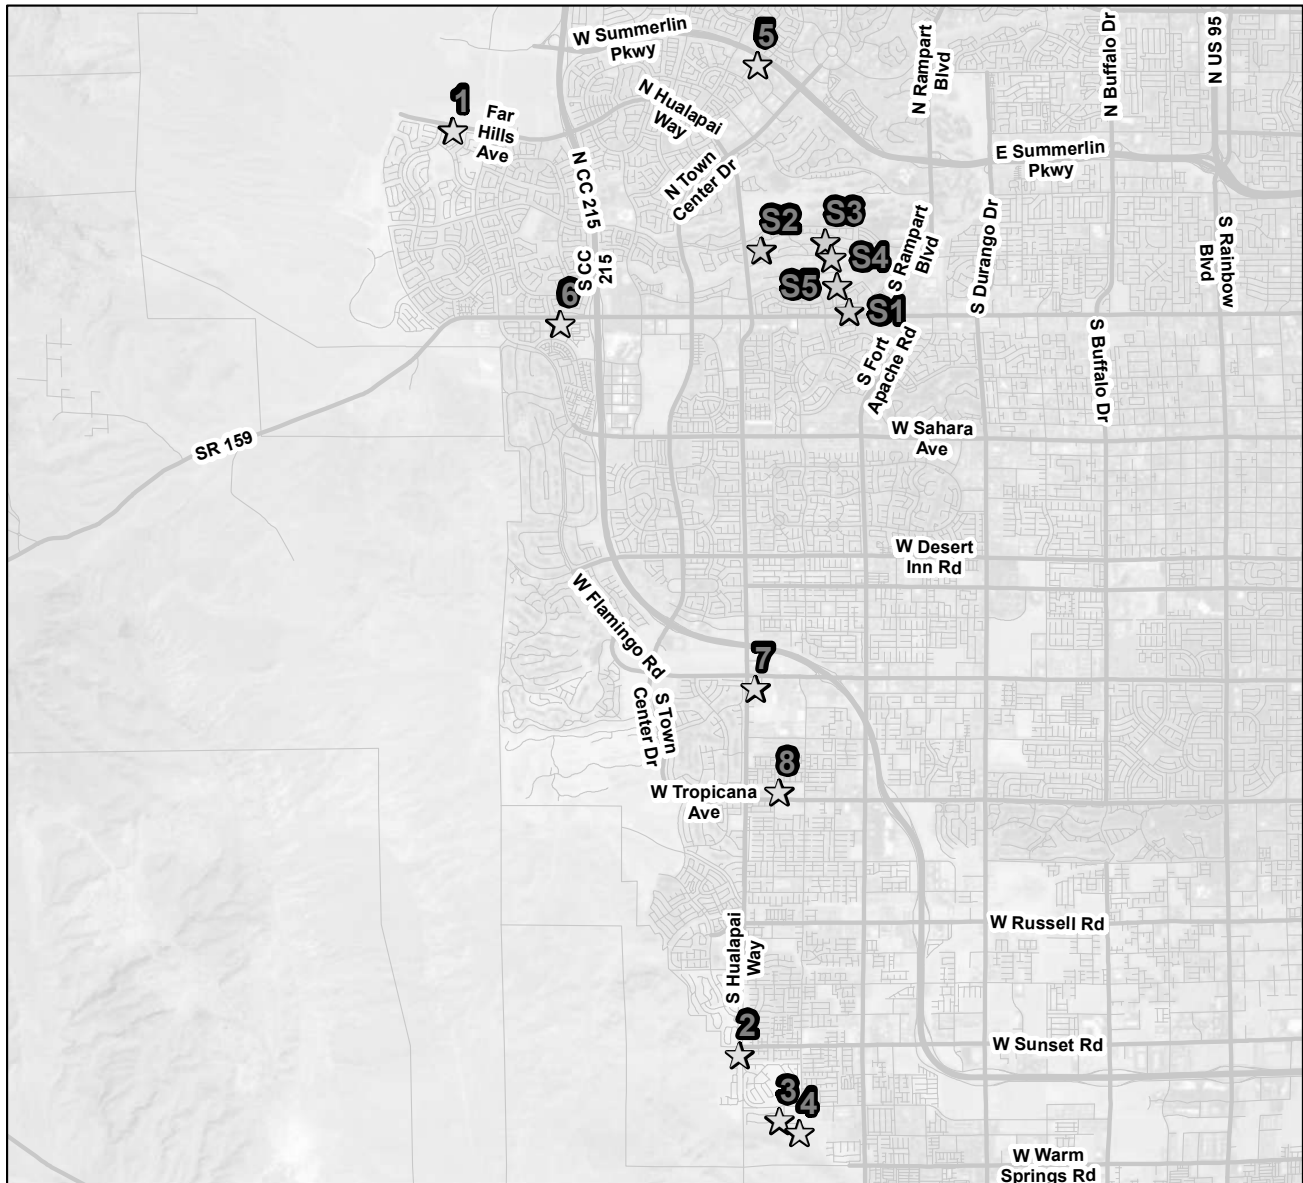 W Summerlin
Pkwy
5
N Rampart
Blvd
N Buffalo Dr
N US 95
1
Far
Hills
Ave
N Hualapai
Way
N CC 215
N Town
Center Dr
E Summerlin
Pkwy
S2
S3
S4
S5
S1
S Rampart
Blvd
S Durango Dr
S Rainbow
Blvd
S CC
215
6
S Fort
Apache Rd
S Buffalo Dr
SR 159
W Sahara
Ave
W Desert
Inn Rd
W Flamingo Rd
7
S Town
Center Dr
8
W Tropicana
Ave
S Hualapai
Way
W Russell Rd
2
W Sunset Rd
3
4
W Warm
Springs Rd